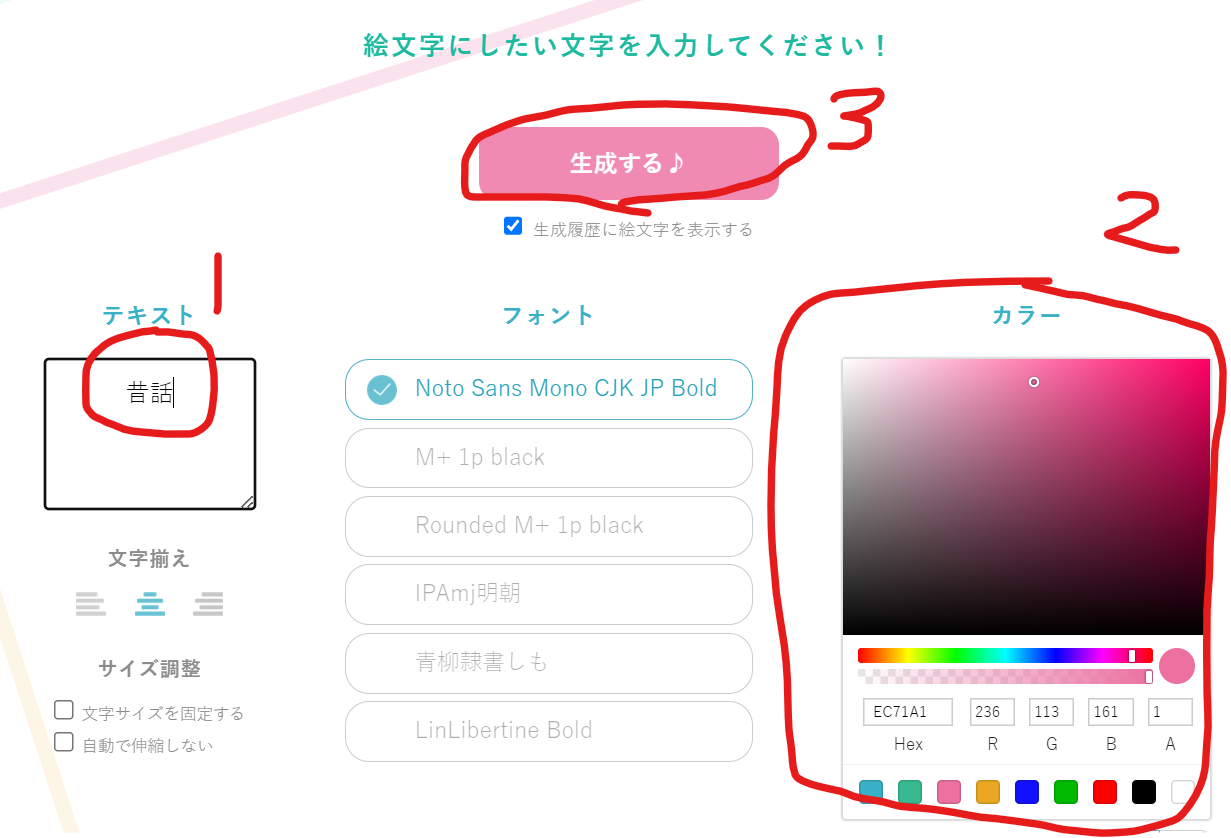 絵文字にしたい文字を入力してください！
3
生成する♪
2
生成履歴に絵文字を表示する
1
テキスト
昔話
文字揃え
サイズ調整
文字サイズを固定する
自動で伸縮しない
フォント
Noto Sans Mono CJK JP Bold
M+ 1p black
Rounded M+ 1p black
IPAmj明朝
青柳隷書しも
LinLibertine Bold
カラー
EC71A1 236 113 161 1
Hex R G B A